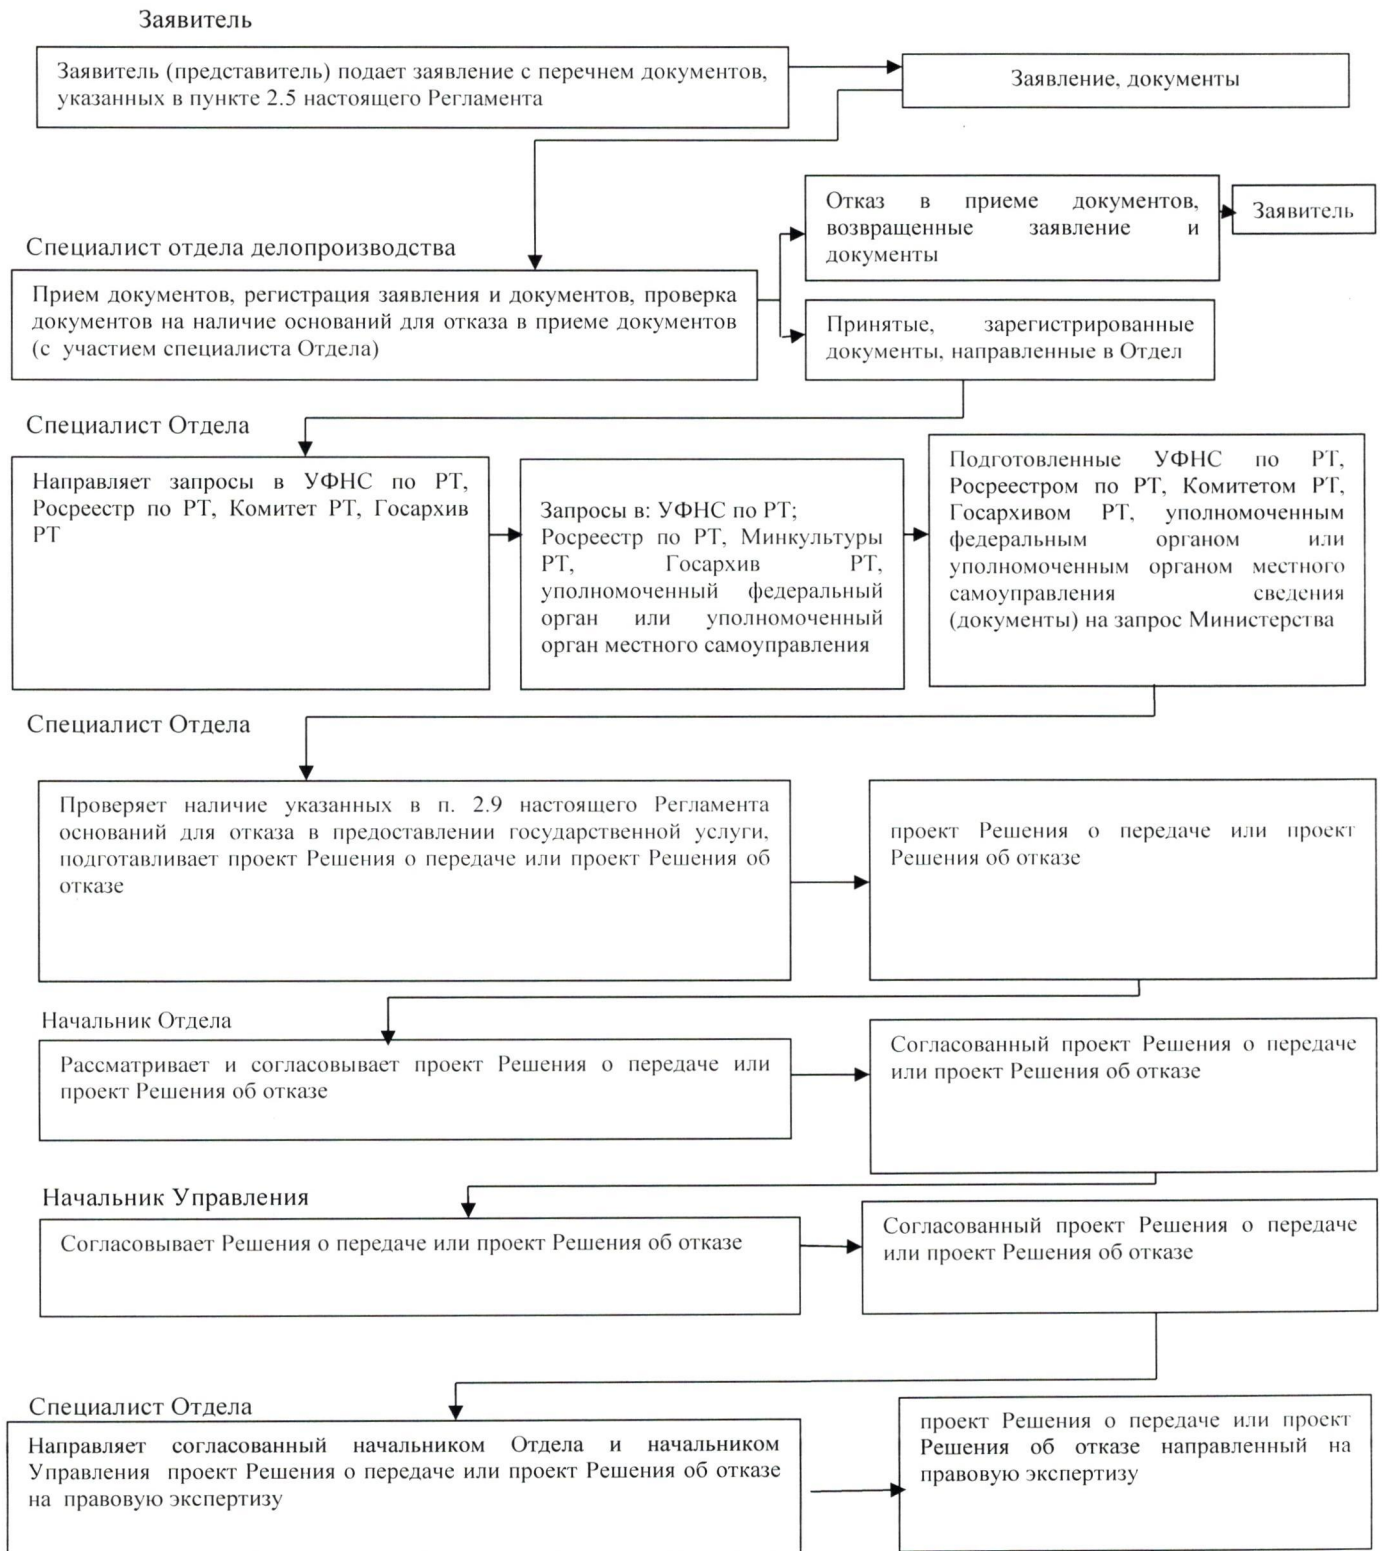 Заявитель
Заявитель (представитель) подает заявление с перечнем документов,
указанных в пункте 2.5 настоящего Регламента
Заявление, документы
Отказ в приеме документов,
возвращенные заявление и
документы
Заявитель
Специалист отдела делопроизводства
Прием документов, регистрация заявления и документов, проверка
документов на наличие оснований для отказа в приеме документов
(с участием специалиста Отдела)
Принятые, зарегистрированные
документы, направленные в Отдел
Специалист Отдела
Направляет запросы в УФНС по РТ,
Росреестр по РТ, Комитет РТ, Госархив
РТ
Запросы в: УФНС по РТ;
Росреестр по РТ, Минкультуры
РТ, Госархив РТ,
уполномоченный федеральный
орган или уполномоченный
орган местного самоуправления
Подготовленные УФНС по РТ,
Росреестром по РТ, Комитетом РТ,
Госархивом РТ, уполномоченным
федеральным органом или
уполномоченным органом местного
самоуправления сведения
(документы) на запрос Министерства
Специалист Отдела
Проверяет наличие указанных в п. 2.9 настоящего Регламента
оснований для отказа в предоставлении государственной услуги,
подготавливает проект Решения о передаче или проект Решения об
отказе
проект Решения о передаче или проект
Решения об отказе
Начальник Отдела
Рассматривает и согласовывает проект Решения о передаче или
проект Решения об отказе
Согласованный проект Решения о передаче
или проект Решения об отказе
Начальник Управления
Согласовывает Решения о передаче или проект Решения об отказе
Согласованный проект Решения о передаче
или проект Решения об отказе
Специалист Отдела
Направляет согласованный начальником Отдела и начальником
Управления проект Решения о передаче или проект Решения об отказе
на правовую экспертизу
проект Решения о передаче или проект
Решения об отказе направленный на
правовую экспертизу